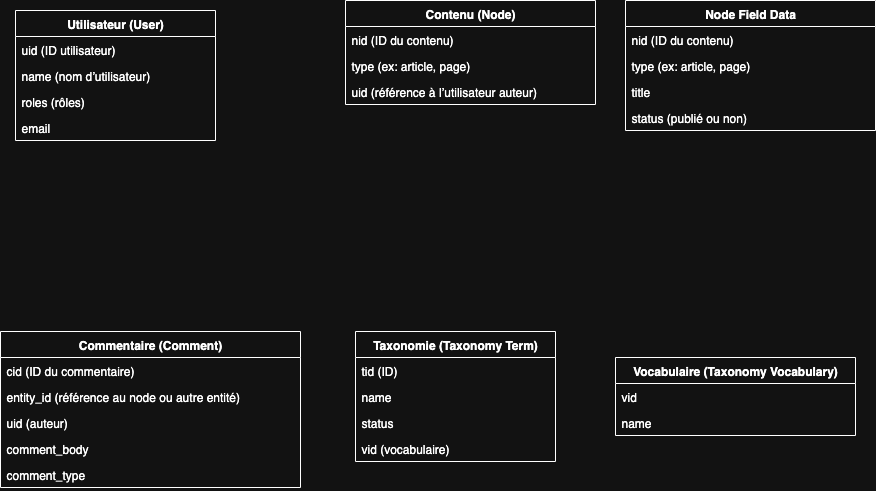 Utilisateur (User)
uid (ID utilisateur)
name (nom d’utilisateur)
roles (rôles)
email
Contenu (Node)
nid (ID du contenu)
type (ex: article, page)
uid (référence à l’utilisateur auteur)
Node Field Data
nid (ID du contenu)
type (ex: article, page)
title
status (publié ou non)
Commentaire (Comment)
cid (ID du commentaire)
entity_id (référence au node ou autre entité)
uid (auteur)
comment_body
comment_type
Taxonomie (Taxonomy Term)
tid (ID)
name
status
vid (vocabulaire)
Vocabulaire (Taxonomy Vocabulary)
vid
name